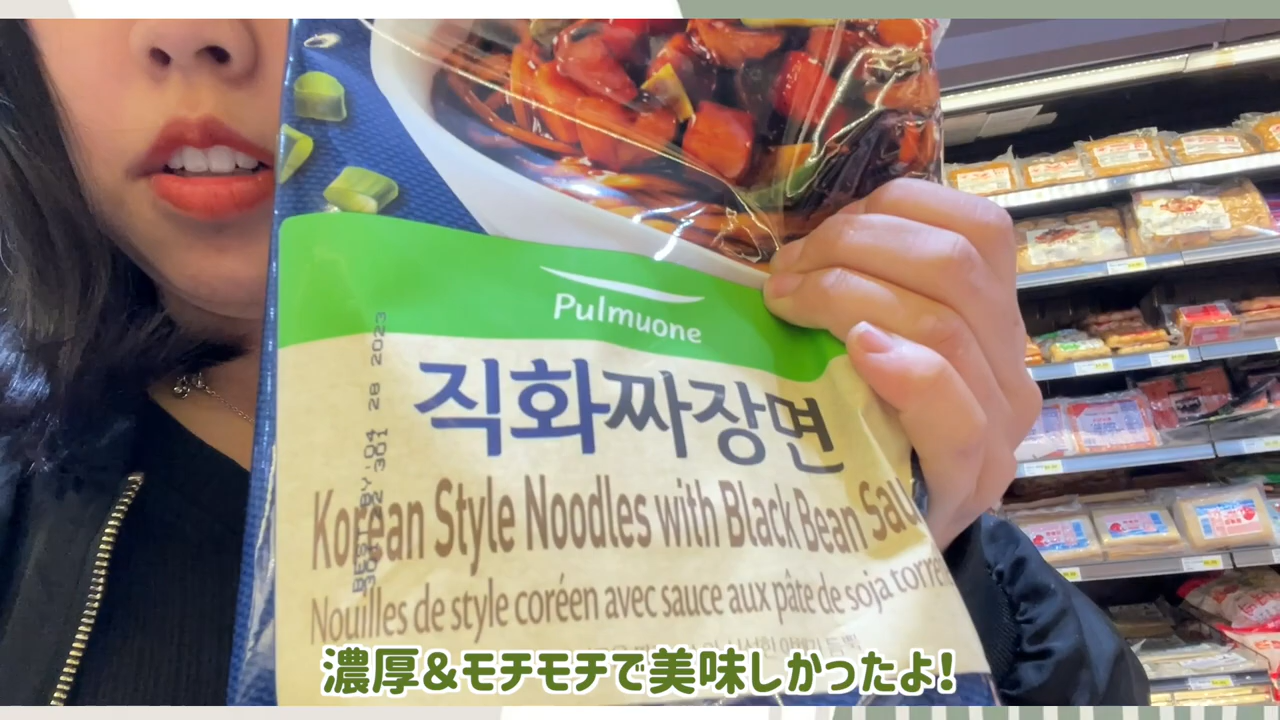 Pulmuone
직화짜장면
Korean Style Noodles with Black Bean Sau
Nouilles de style coréen avec sauce aux pâte de soja torré
BEST BY:04 28 2023
濃厚&モチモチで美味しかったよ!